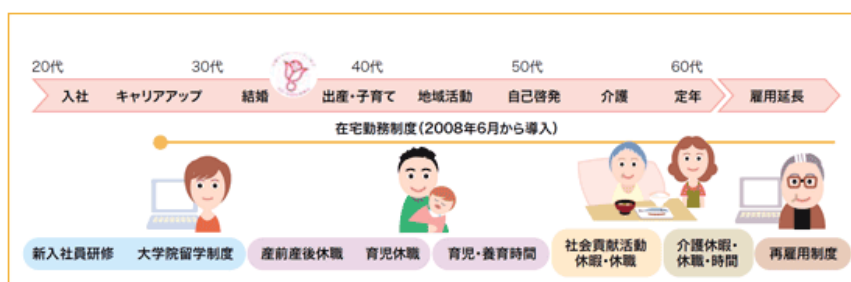 20代 30代 40代 50代 60代
入社 キャリアアップ 結婚 出産・子育て 地域活動 自己啓発 介護 定年 雇用延長
在宅勤務制度(2008年6月から導入)
新入社員研修 大学院留学制度 産前産後休職 育児休職 育児・養育時間
社会貢献活動
休暇・休職
介護休暇・
休職・時間
再雇用制度